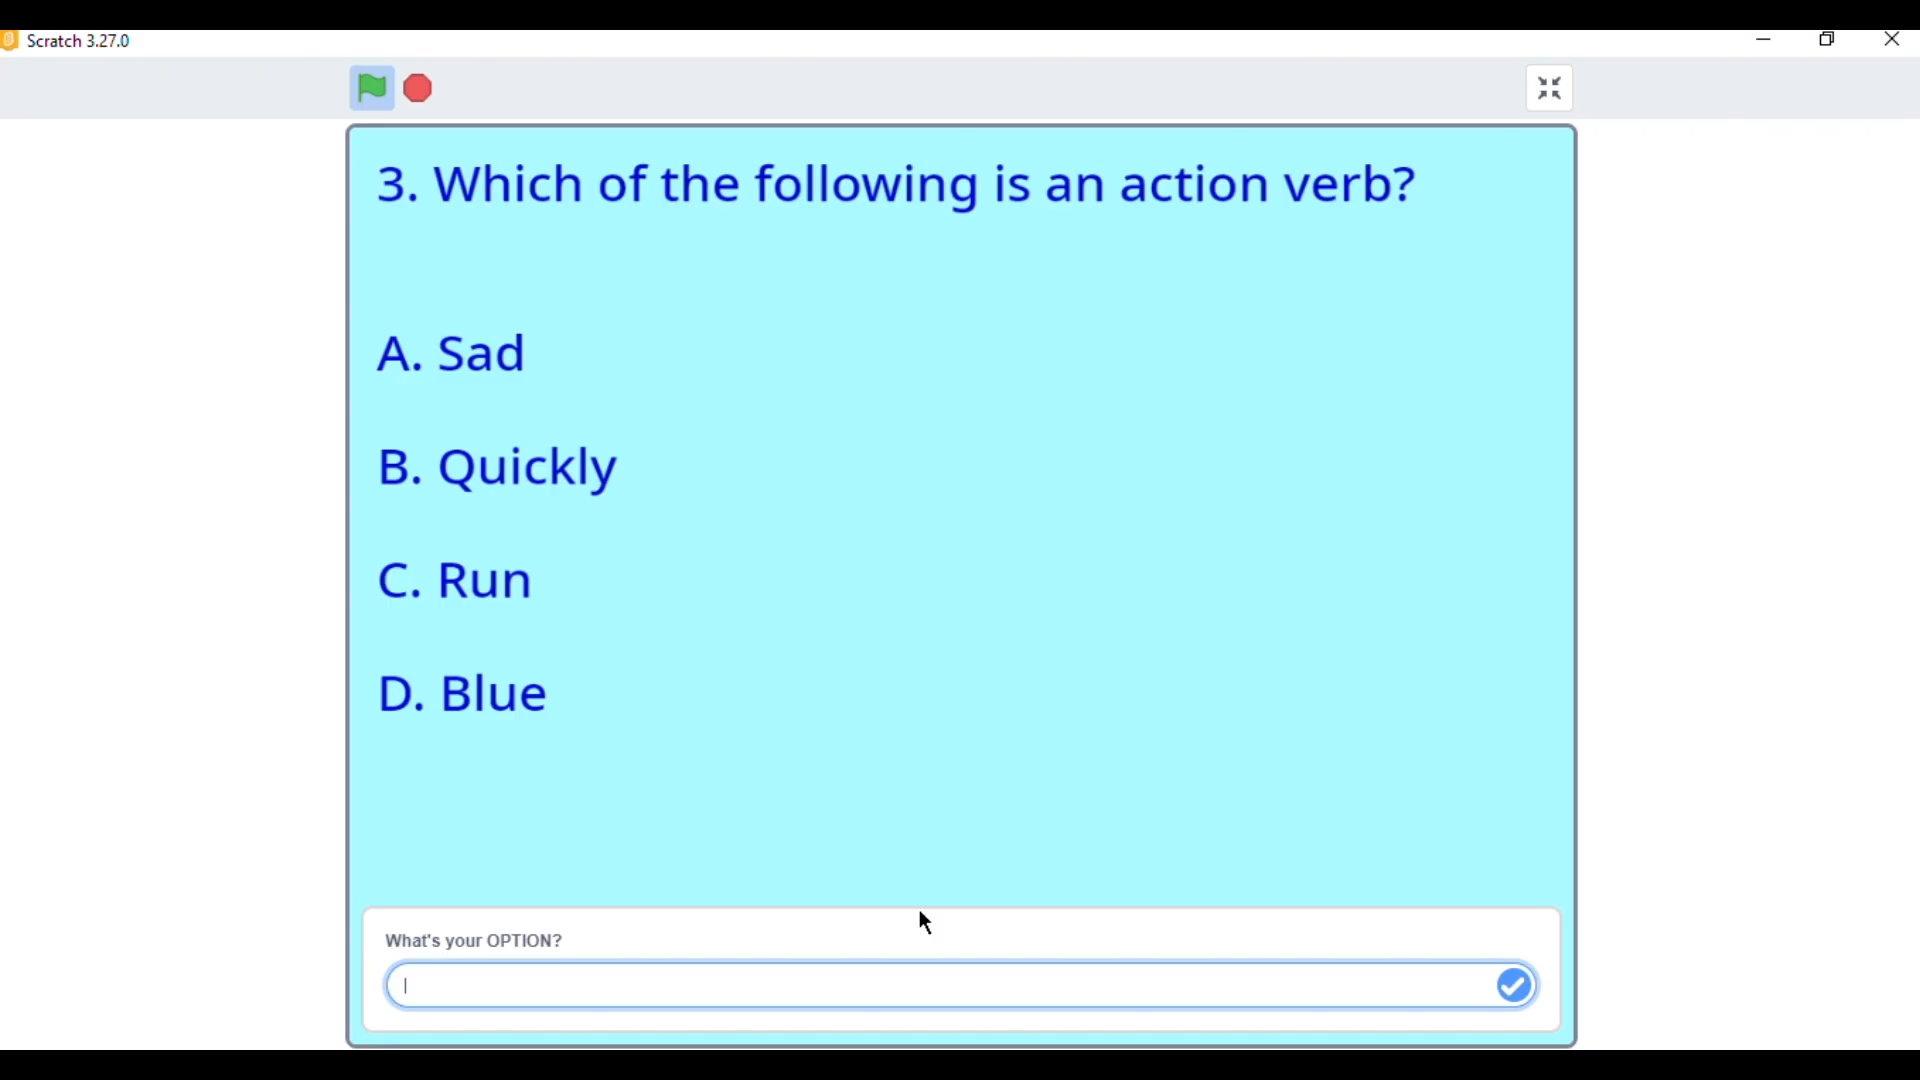 Scratch 3.27.0
3. Which of the following is an action verb?
A. Sad
B. Quickly
C. Run
D. Blue
What's your OPTION?